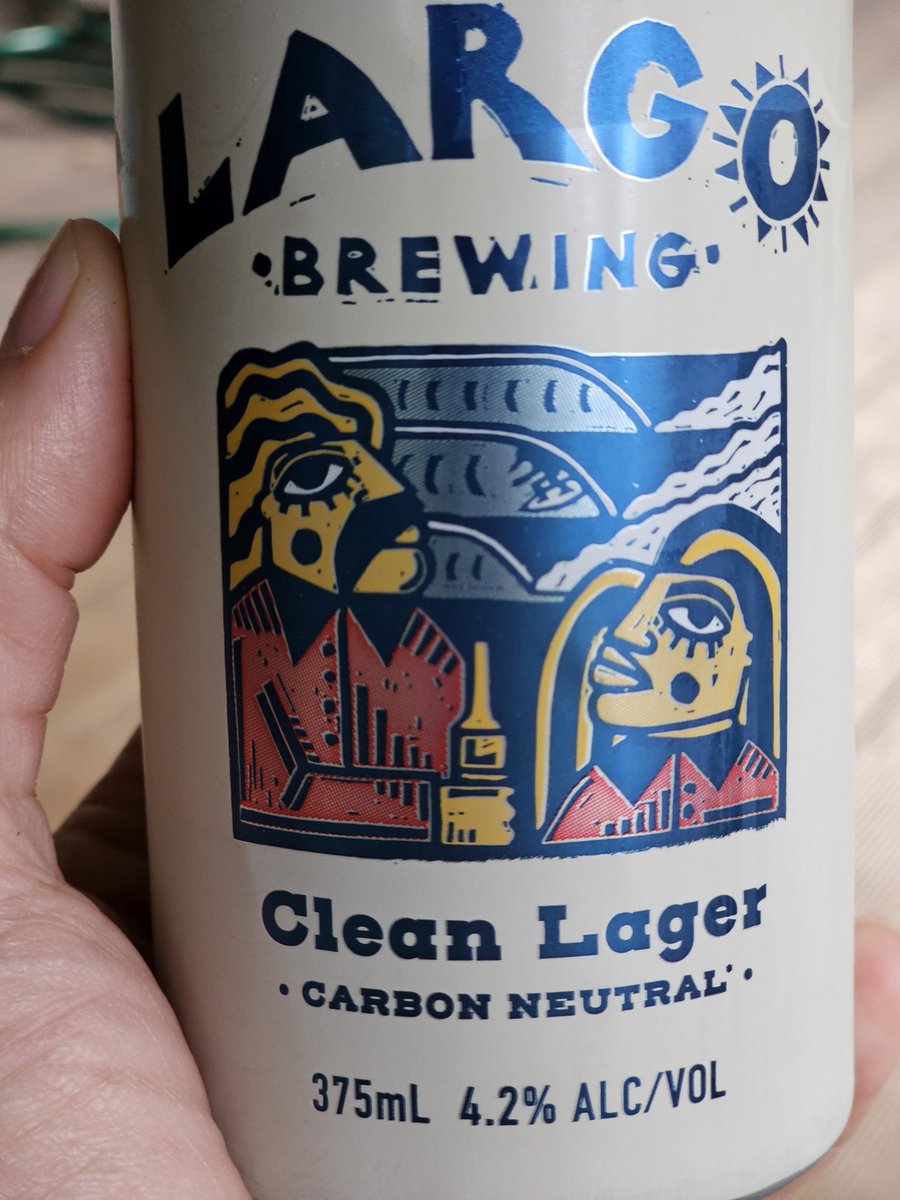 LARGO
·BREWING·
Clean Lager
· CARBON NEUTRAL* ·
375mL 4.2% ALC/VOL